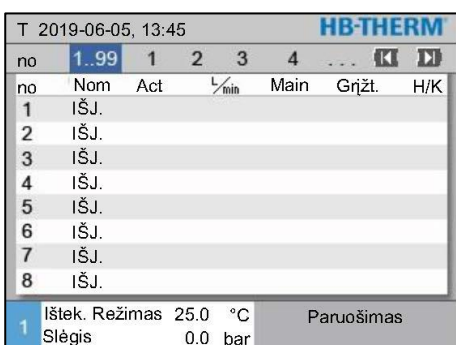 T 2019-06-05, 13:45 HB-THERM
no 1..99 1 2 3 4 ...
no Nom Act L/min Main Grįžt. H/K
1 IŠJ.
2 IŠJ.
3 IŠJ.
4 IŠJ.
5 IŠJ.
6 IŠJ.
7 IŠJ.
8 IŠJ.
1 Ištek. Režimas 25.0 °C Paruošimas
Slėgis 0.0 bar